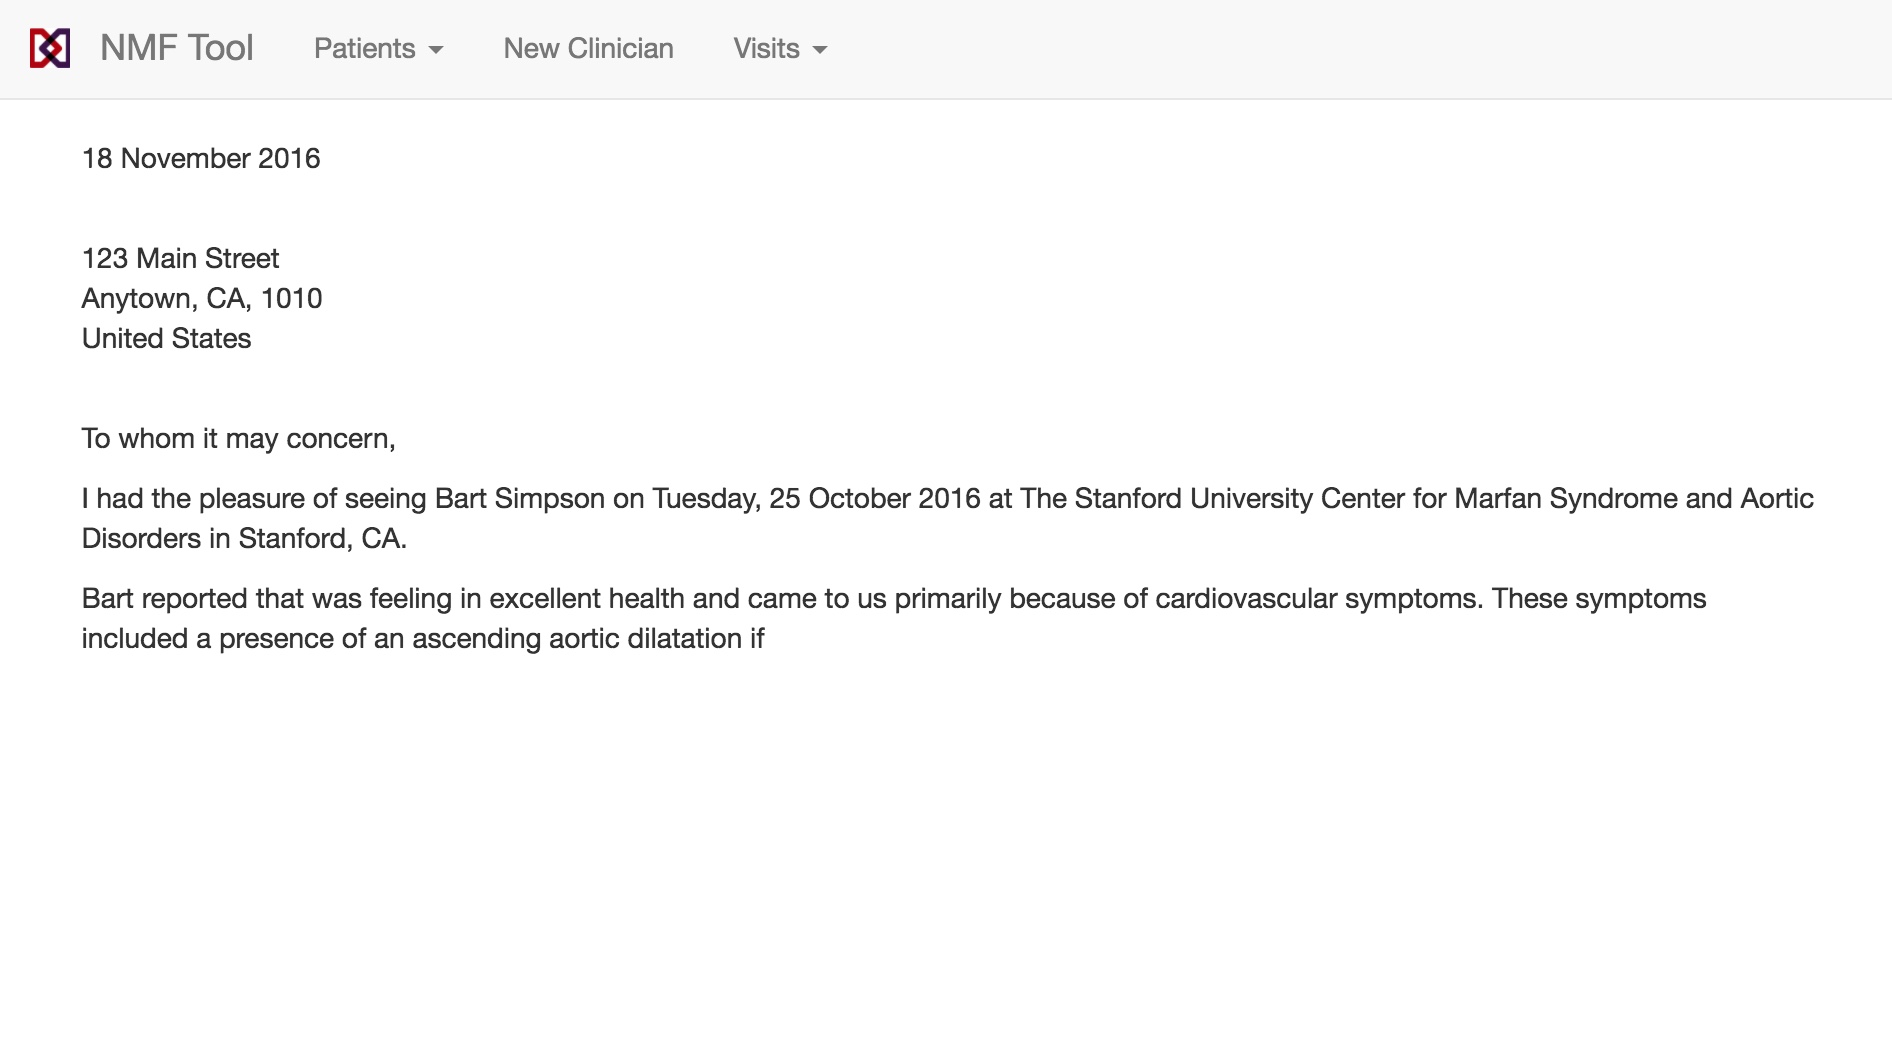 NMF Tool Patients New Clinician Visits
18 November 2016
123 Main Street
Anytown, CA, 1010
United States
To whom it may concern,
I had the pleasure of seeing Bart Simpson on Tuesday, 25 October 2016 at The Stanford University Center for Marfan Syndrome and Aortic
Disorders in Stanford, CA.
Bart reported that was feeling in excellent health and came to us primarily because of cardiovascular symptoms. These symptoms
included a presence of an ascending aortic dilatation if